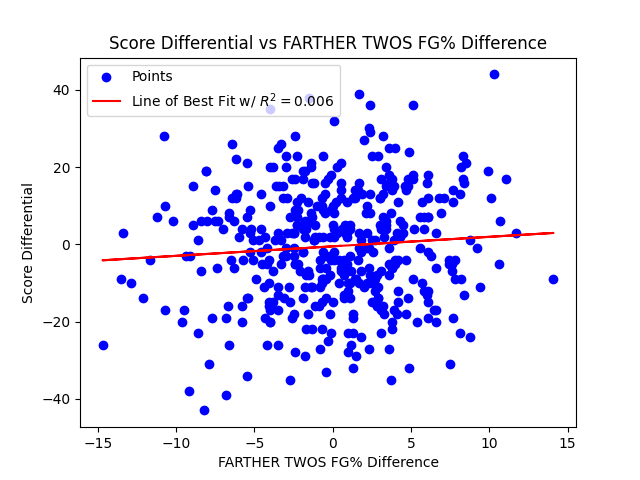 Score Differential vs FARTHER TWOS FG% Difference
Points
Line of Best Fit w/ R² = 0.006
Score Differential
40
20
0
−20
−40
−15
−10
−5
0
5
10
15
FARTHER TWOS FG% Difference